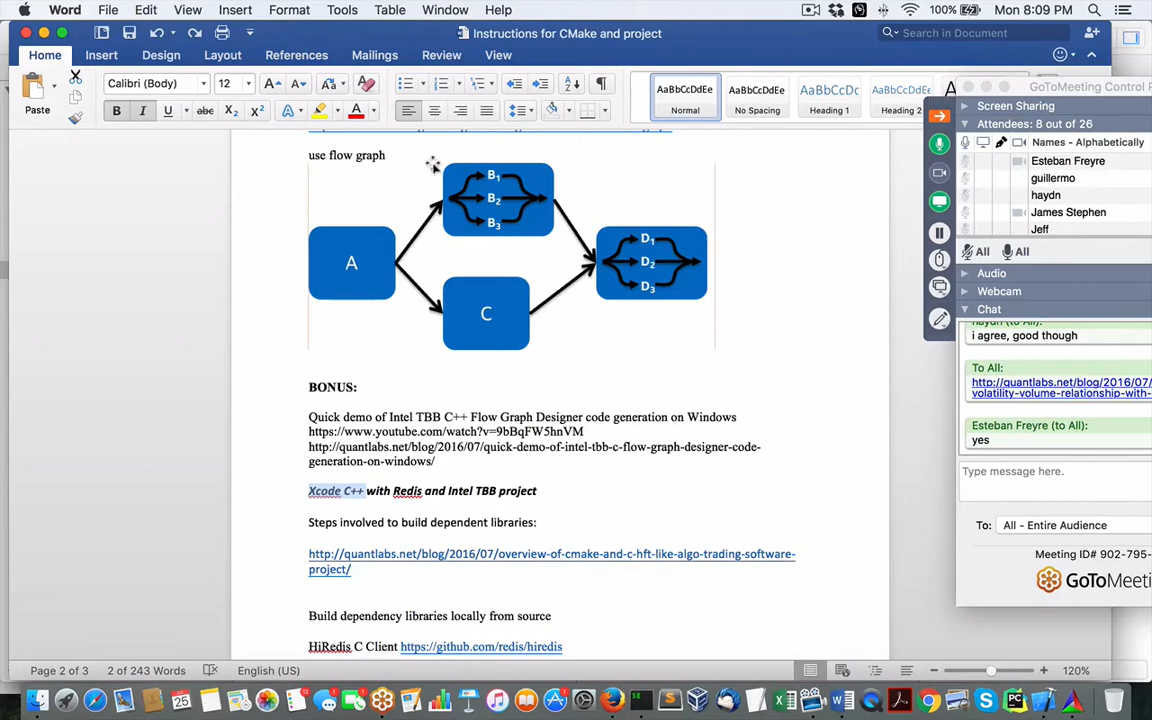 Word File Edit View Insert Format Tools Table Window Help 100% Mon 8:09 PM
Instructions for CMake and project
Search in Document
Home Insert Design Layout References Mailings Review View
Paste
Calibri (Body) 12
B I U abc X₂ X²
AaBbCcDdEe AaBbCcDdEe AaBbCcDc AaBbCcDdEe
Normal No Spacing Heading 1 Heading 2
use flow graph
B1
B2
B3
A
D1
D2
D3
C
BONUS:
Quick demo of Intel TBB C++ Flow Graph Designer code generation on Windows
https://www.youtube.com/watch?v=9bBqFW5hnVM
http://quantlabs.net/blog/2016/07/quick-demo-of-intel-tbb-c-flow-graph-designer-code-
generation-on-windows/
Xcode C++ with Redis and Intel TBB project
Steps involved to build dependent libraries:
http://quantlabs.net/blog/2016/07/overview-of-cmake-and-c-hft-like-algo-trading-software-
project/
Build dependency libraries locally from source
HiRedis C Client https://github.com/redis/hiredis
Page 2 of 3 2 of 243 Words English (US) 120%
GoToMeeting Control P
Screen Sharing
Attendees: 8 out of 26
Names - Alphabetically
Esteban Freyre
guillermo
haydn
James Stephen
Jeff
All All
Audio
Webcam
Chat
haydn (to All):
i agree, good though
To All:
http://quantlabs.net/blog/2016/07/
volatility-volume-relationship-with-
Esteban Freyre (to All):
yes
Type message here.
To: All - Entire Audience
Meeting ID# 902-795-
GoToMeeti